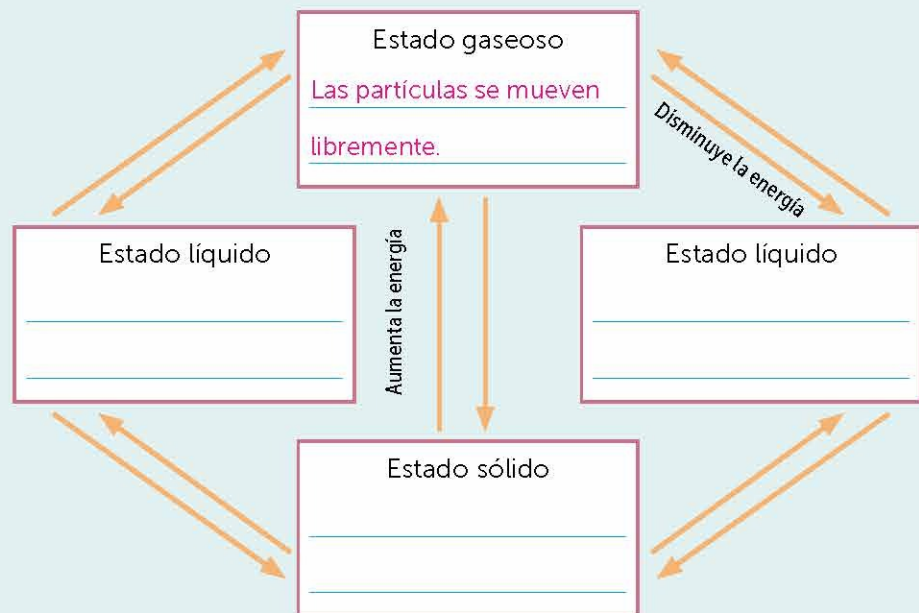 Estado gaseoso
Las partículas se mueven
libremente.
Disminuye la energía
Estado líquido
Aumenta la energía
Estado líquido
Estado sólido